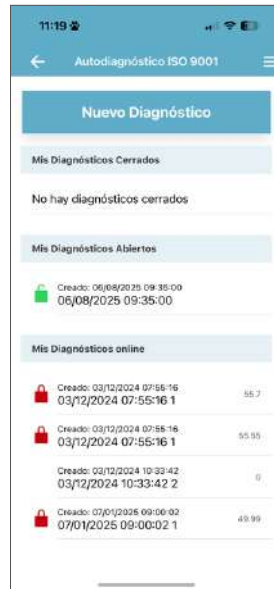 11:19
Autodiagnóstico ISO 9001
Nuevo Diagnóstico
Mis Diagnósticos Cerrados
No hay diagnósticos cerrados
Mis Diagnósticos Abiertos
Creado: 06/08/2025 09:35:00
06/08/2025 09:35:00
Mis Diagnósticos online
Creado: 03/12/2024 07:55:16
03/12/2024 07:55:16 1
55.7
Creado: 03/12/2024 07:55:16
03/12/2024 07:55:16 1
55.55
Creado: 03/12/2024 10:33:42
03/12/2024 10:33:42 2
0
Creado: 07/01/2025 09:00:02
07/01/2025 09:00:02 1
49.99